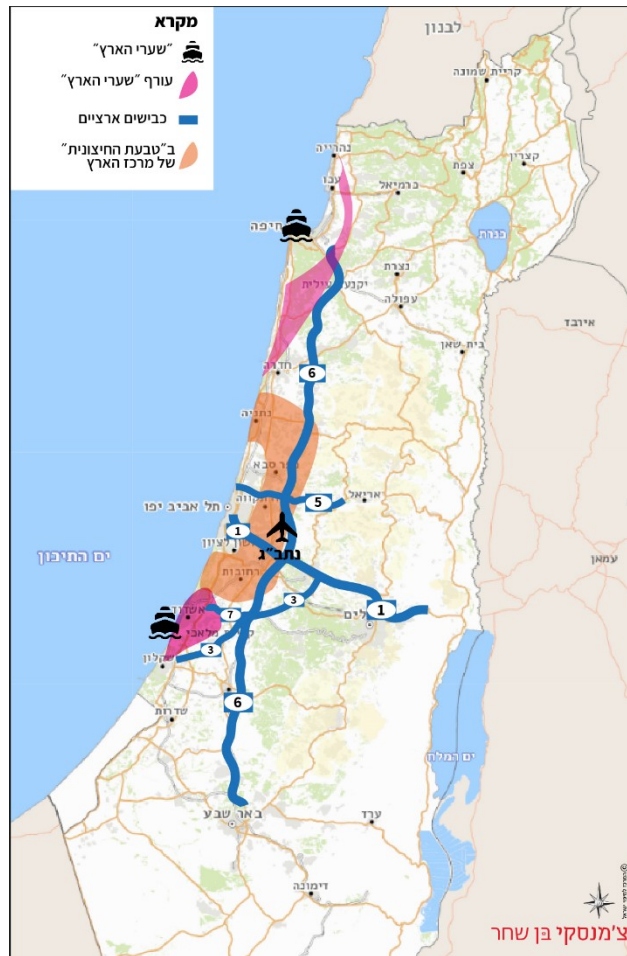 מקרא
"שערי הארץ"
עורף "שערי הארץ"
כבישים ארציים
ב"טבעת החיצונית"
של מרכז הארץ
לבנון
קריית שמונה
נהרייה
עכו
צפת
קצרין
כרמיאל
חיפה
כנרת
נצרת
יקנעם עילית
עפולה
אירבד
בית שאן
חדרה
6
נתניה
כפר סבא
אריאל
5
תל אביב יפו
1
נתב"ג
ים התיכון
עמאן
רחובות
3
7
1
אשדוד
3
אשקלון
6
שדרות
ים המלח
באר שבע
ערד
דימונה
צ'מנסקי בן שחר